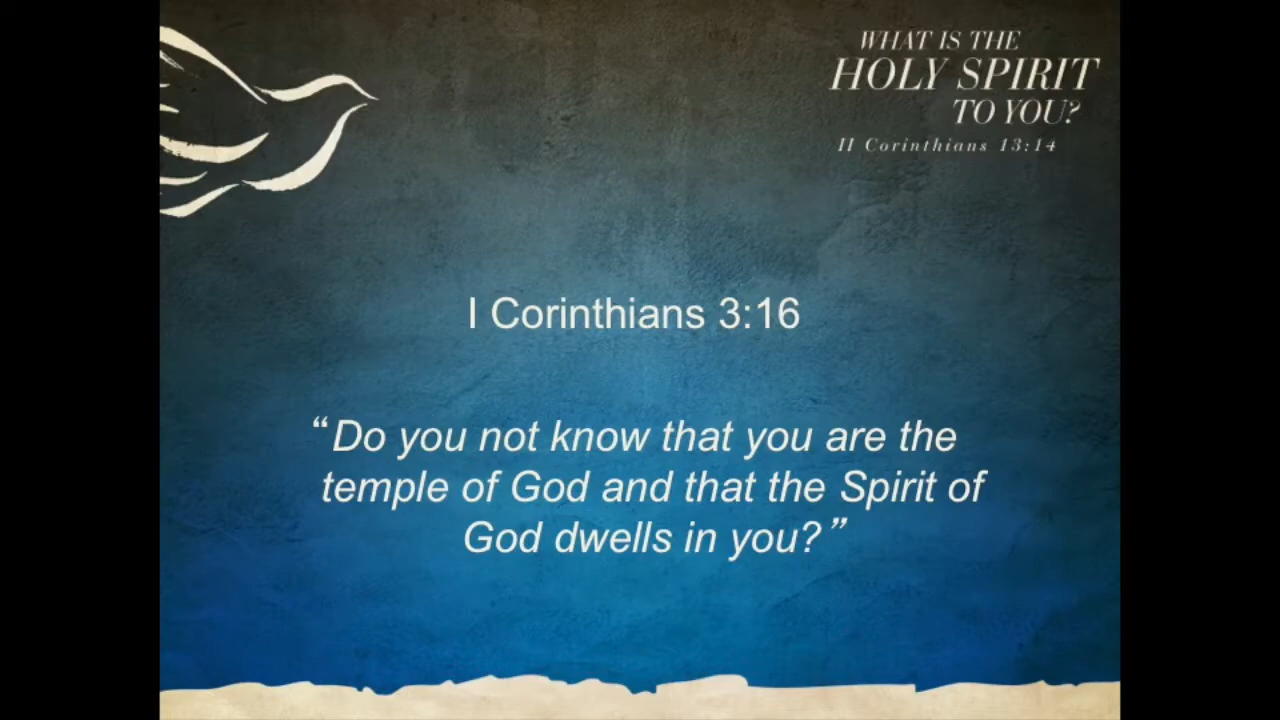 WHAT IS THE
HOLY SPIRIT
TO YOU?
II Corinthians 13:14
I Corinthians 3:16
“Do you not know that you are the
temple of God and that the Spirit of
God dwells in you?”